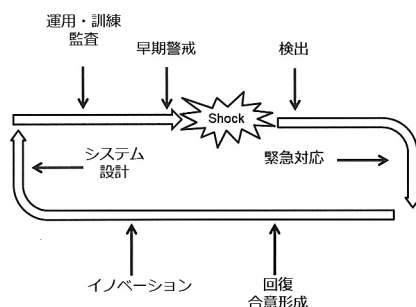 運用・訓練
監査
早期警戒
検出
Shock
システム
設計
緊急対応
イノベーション
回復
合意形成